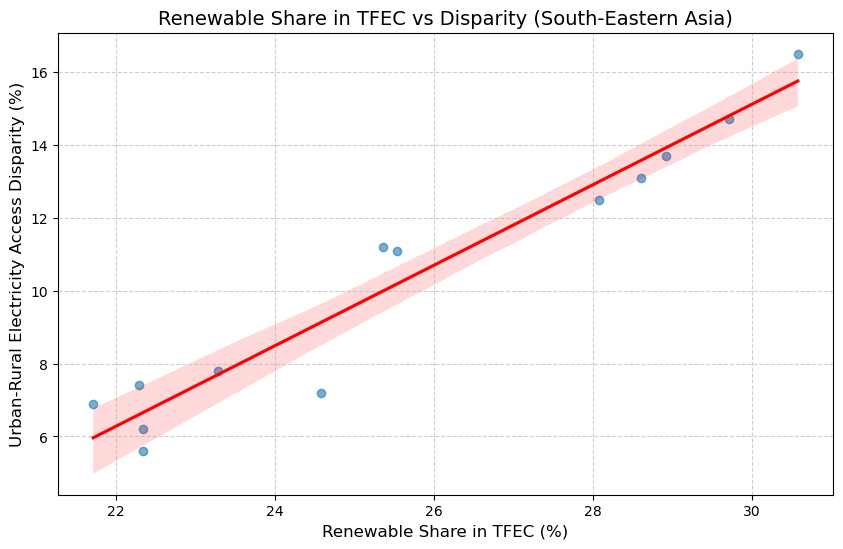 Renewable Share in TFEC vs Disparity (South-Eastern Asia)
Urban-Rural Electricity Access Disparity (%)
16
14
12
10
8
6
22 24 26 28 30
Renewable Share in TFEC (%)